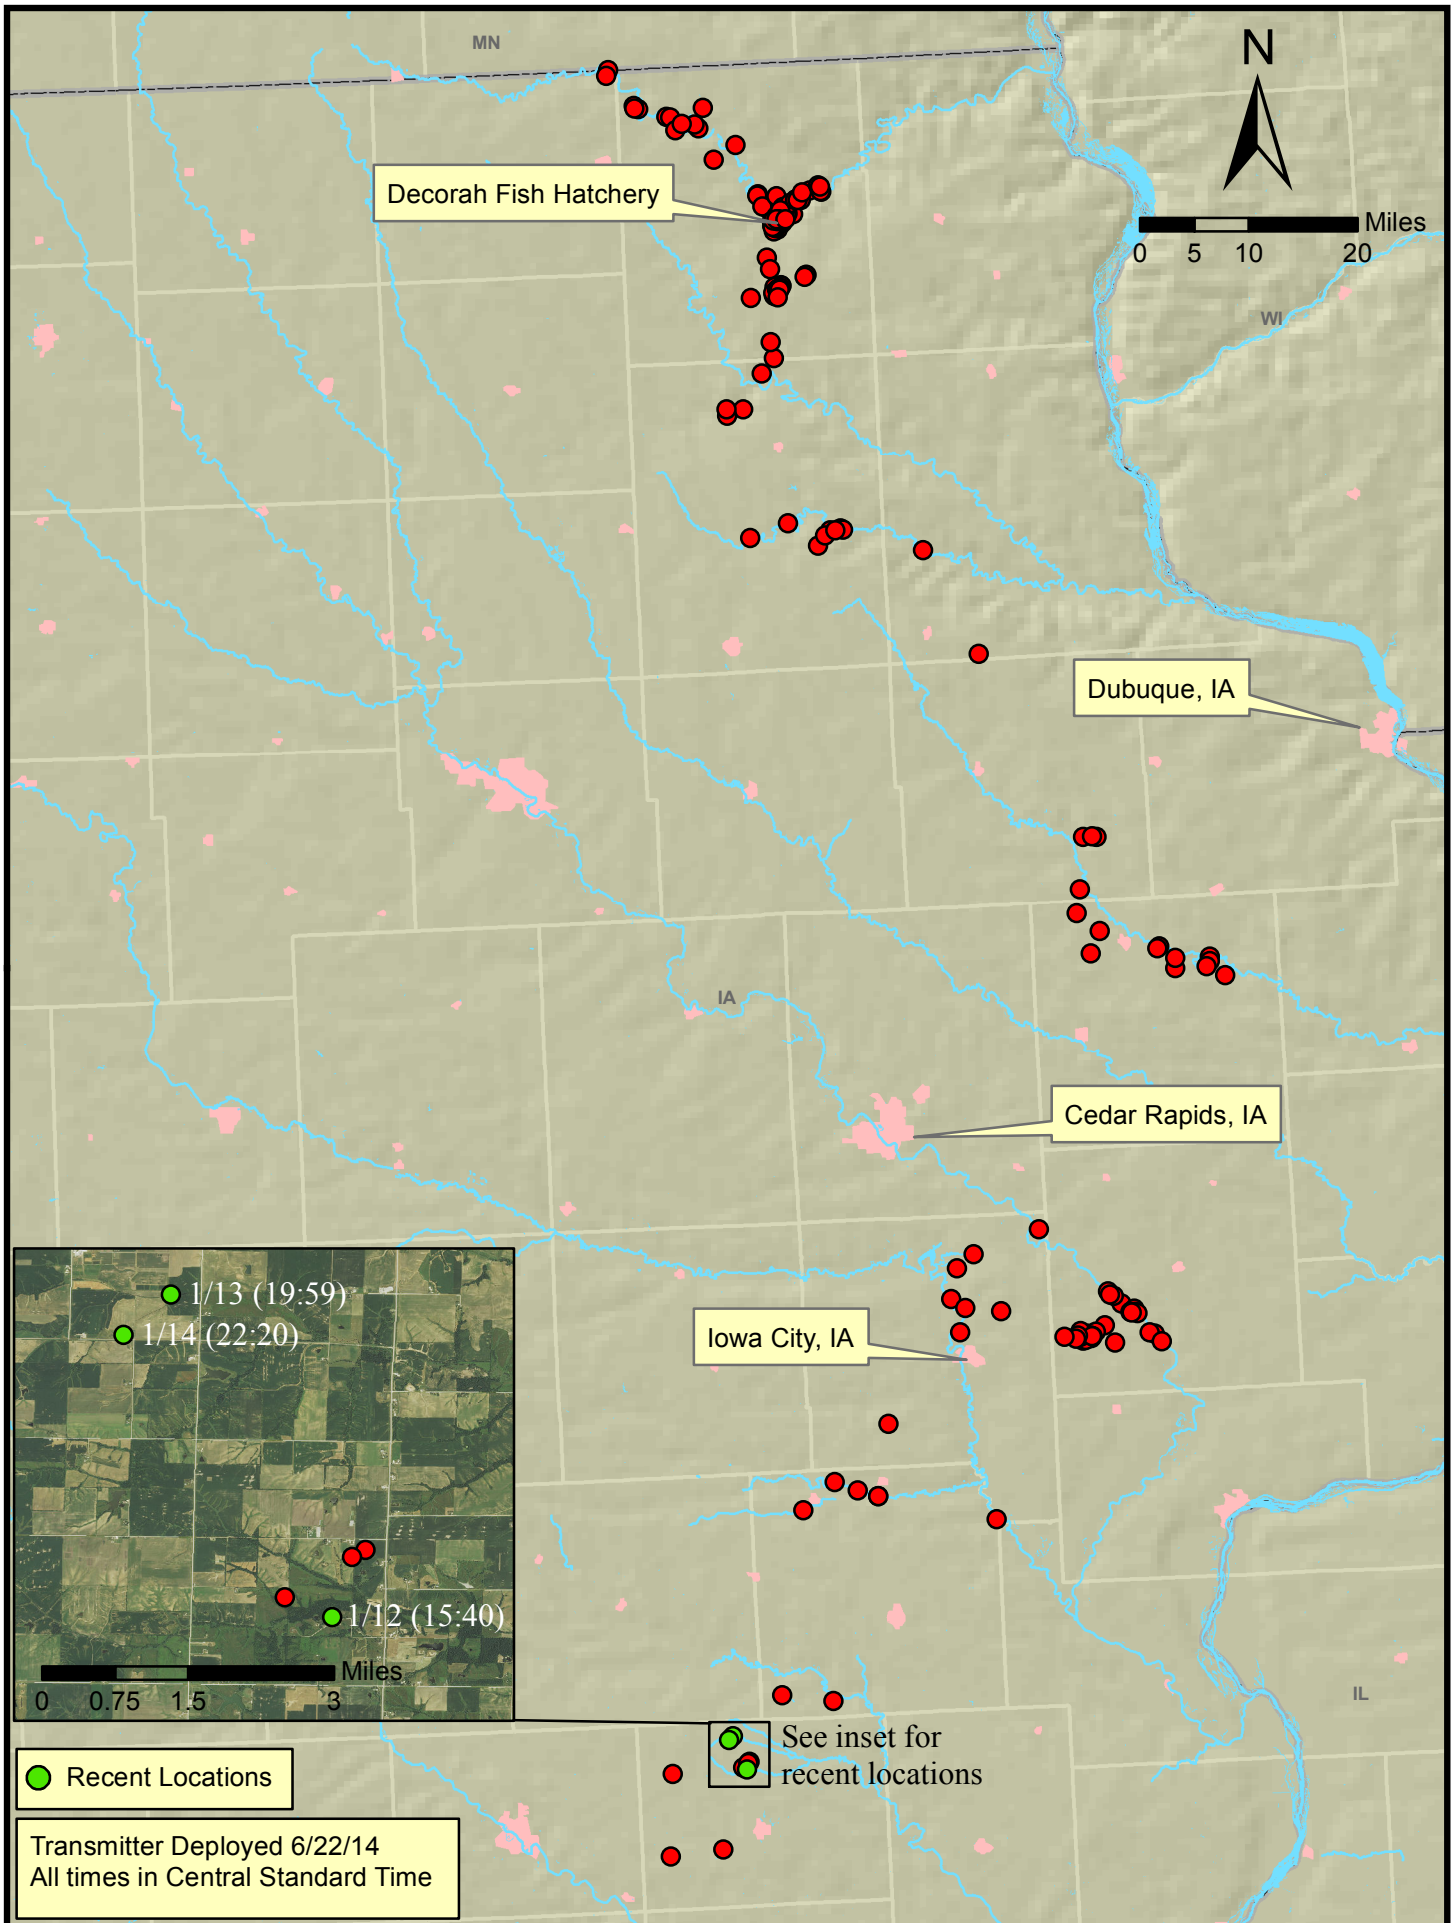 MN
N
Decorah Fish Hatchery
Miles
0 5 10 20
WI
Dubuque, IA
IA
Cedar Rapids, IA
1/13 (19:59)
1/14 (22:20)
Iowa City, IA
1/12 (15:40)
Miles
0 0.75 1.5 3
IL
See inset for
recent locations
Recent Locations
Transmitter Deployed 6/22/14
All times in Central Standard Time